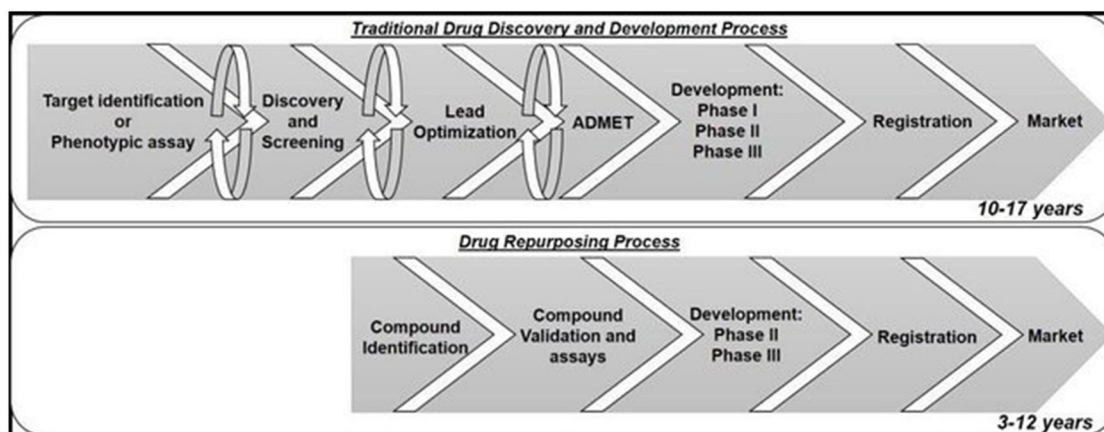 Traditional Drug Discovery and Development Process
Target identification
or
Phenotypic assay
Discovery
and
Screening
Lead
Optimization
ADMET
Development:
Phase I
Phase II
Phase III
Registration
Market
10-17 years
Drug Repurposing Process
Compound
Identification
Compound
Validation and
assays
Development:
Phase II
Phase III
Registration
Market
3-12 years